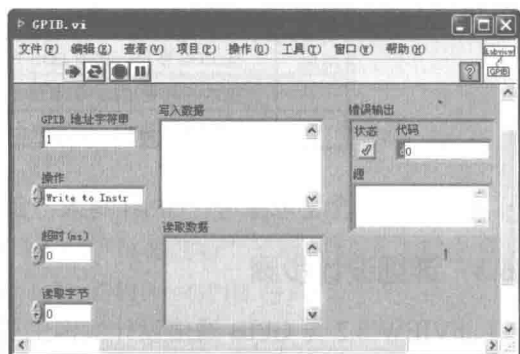 GPIB.vi
文件(F) 编辑(E) 查看(V) 项目(P) 操作(O) 工具(T) 窗口(W) 帮助(H)
GPIB
GPIB 地址字符串
1
写入数据
错误输出
状态 代码
0
操作
Write to Instr
源
超时(ms)
0
读取数据
读取字节
0